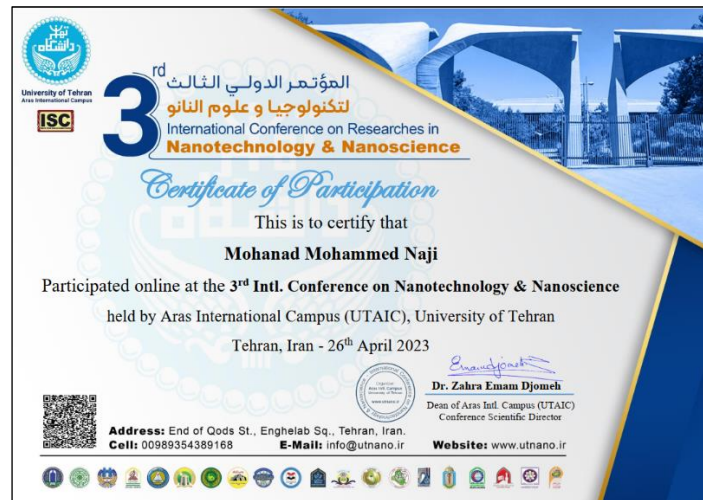 University of Tehran
Aras International Campus
ISC
3rd
المؤتمر الدولي الثالث
لتكنولوجيا و علوم النانو
International Conference on Researches in
Nanotechnology & Nanoscience
Certificate of Participation
This is to certify that
Mohanad Mohammed Naji
Participated online at the 3rd Intl. Conference on Nanotechnology & Nanoscience
held by Aras International Campus (UTAIC), University of Tehran
Tehran, Iran - 26th April 2023
Dr. Zahra Emam Djomeh
Dean of Aras Intl. Campus (UTAIC)
Conference Scientific Director
Address: End of Qods St., Enghelab Sq., Tehran, Iran.
Cell: 00989354389168 E-Mail: info@utnano.ir Website: www.utnano.ir